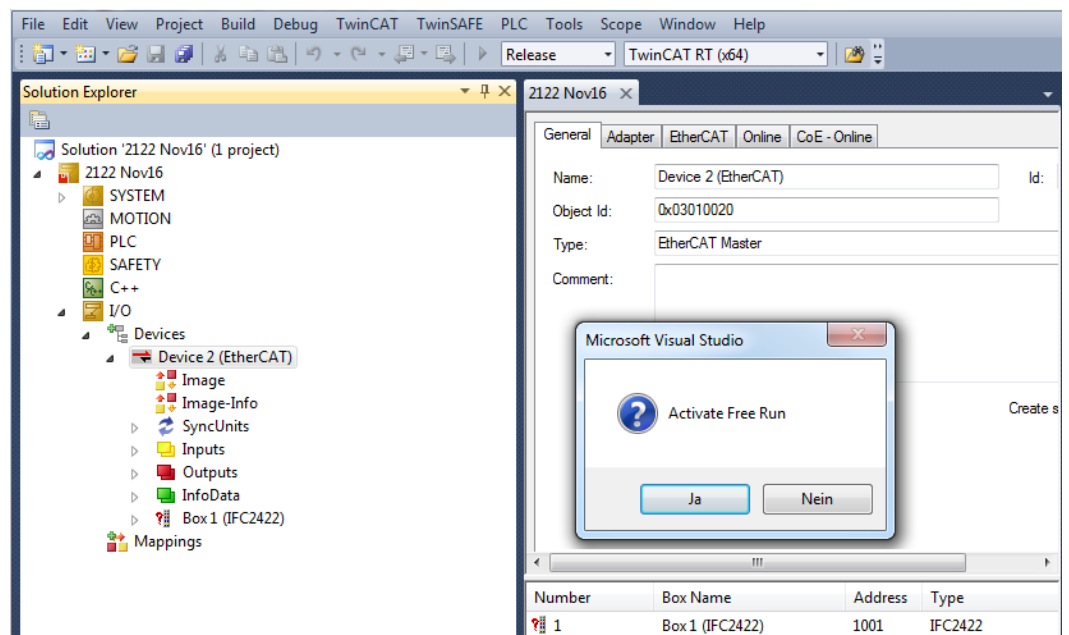 File Edit View Project Build Debug TwinCAT TwinSAFE PLC Tools Scope Window Help
Release TwinCAT RT (x64)
Solution Explorer
2122 Nov16
General Adapter EtherCAT Online CoE - Online
Solution '2122 Nov16' (1 project)
2122 Nov16
SYSTEM
MOTION
PLC
SAFETY
C++
I/O
Devices
Device 2 (EtherCAT)
Image
Image-Info
SyncUnits
Inputs
Outputs
InfoData
Box 1 (IFC2422)
Mappings
Name: Device 2 (EtherCAT) Id:
Object Id: 0x03010020
Type: EtherCAT Master
Comment:
Microsoft Visual Studio
Activate Free Run
Ja Nein
Create s
Number Box Name Address Type
1 Box 1 (IFC2422) 1001 IFC2422